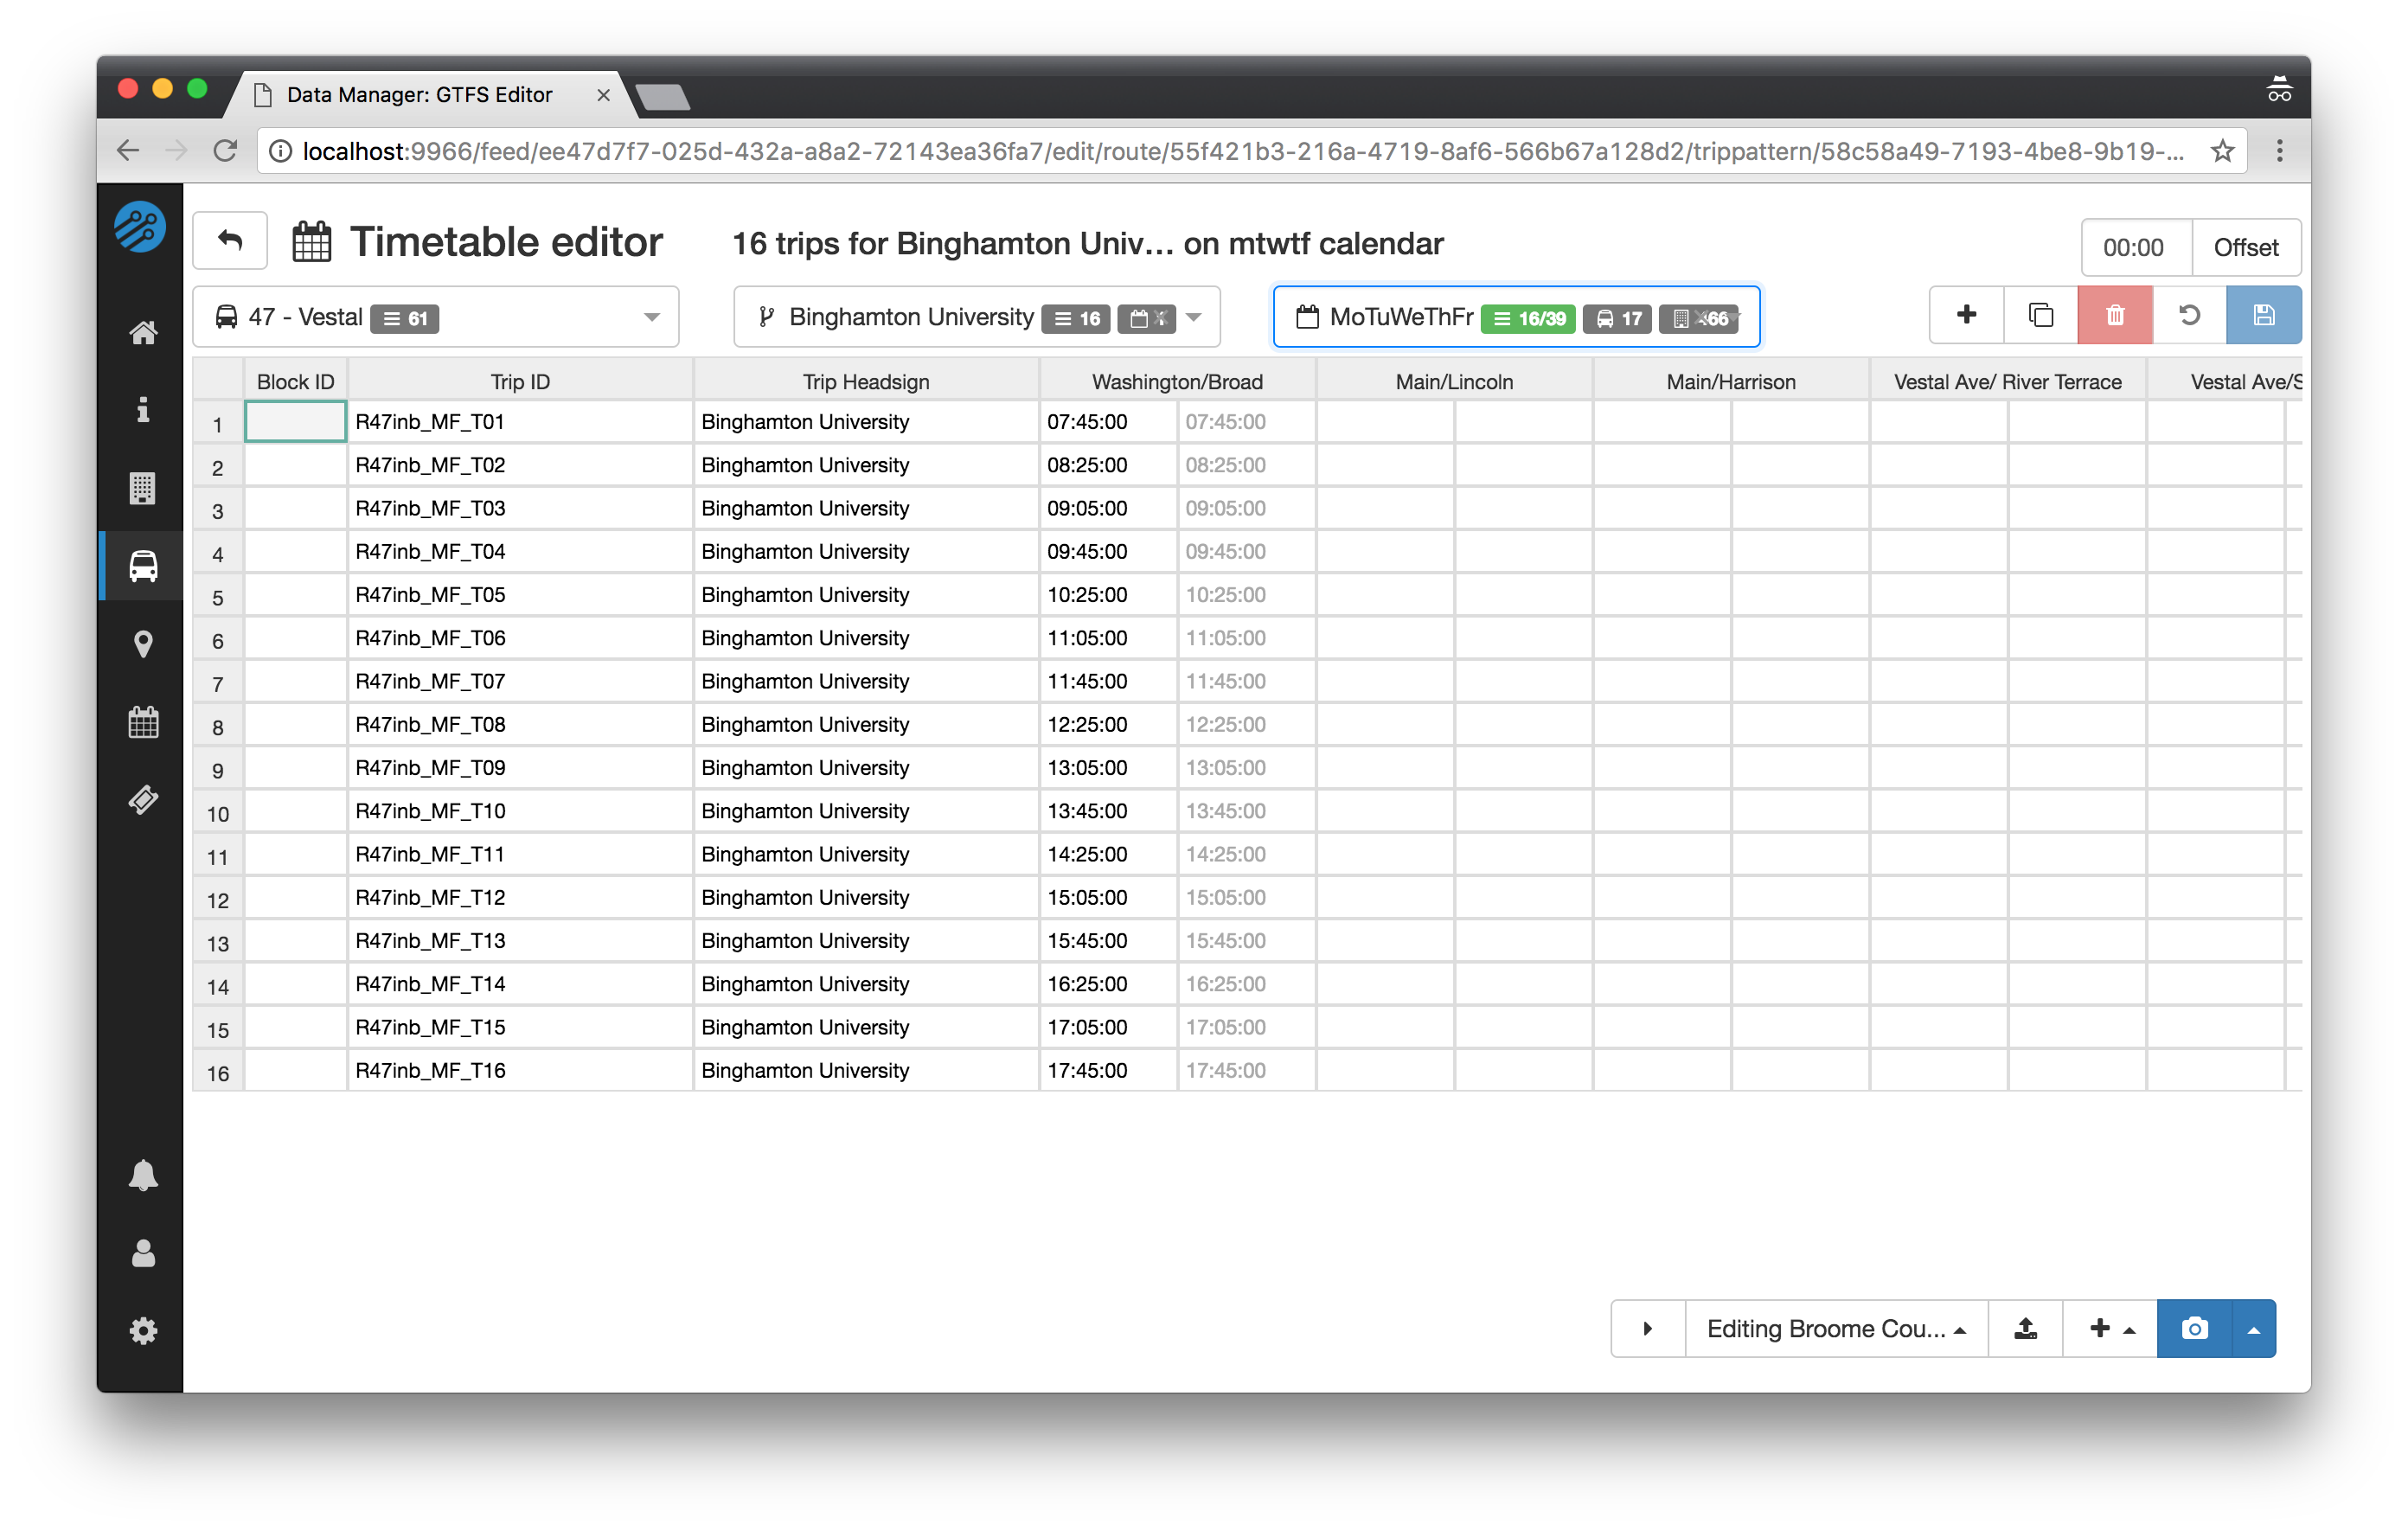 Data Manager: GTFS Editor
localhost:9966/feed/ee47d7f7-025d-432a-a8a2-72143ea36fa7/edit/route/55f421b3-216a-4719-8af6-566b67a128d2/trippattern/58c58a49-7193-4be8-9b19-...
Timetable editor
16 trips for Binghamton Univ... on mtwtf calendar
00:00 Offset
47 - Vestal 61
Binghamton University 16
MoTuWeThFr 16/39 17
Block ID Trip ID Trip Headsign Washington/Broad Main/Lincoln Main/Harrison Vestal Ave/ River Terrace Vestal Ave/S
1 R47inb_MF_T01 Binghamton University 07:45:00 07:45:00
2 R47inb_MF_T02 Binghamton University 08:25:00 08:25:00
3 R47inb_MF_T03 Binghamton University 09:05:00 09:05:00
4 R47inb_MF_T04 Binghamton University 09:45:00 09:45:00
5 R47inb_MF_T05 Binghamton University 10:25:00 10:25:00
6 R47inb_MF_T06 Binghamton University 11:05:00 11:05:00
7 R47inb_MF_T07 Binghamton University 11:45:00 11:45:00
8 R47inb_MF_T08 Binghamton University 12:25:00 12:25:00
9 R47inb_MF_T09 Binghamton University 13:05:00 13:05:00
10 R47inb_MF_T10 Binghamton University 13:45:00 13:45:00
11 R47inb_MF_T11 Binghamton University 14:25:00 14:25:00
12 R47inb_MF_T12 Binghamton University 15:05:00 15:05:00
13 R47inb_MF_T13 Binghamton University 15:45:00 15:45:00
14 R47inb_MF_T14 Binghamton University 16:25:00 16:25:00
15 R47inb_MF_T15 Binghamton University 17:05:00 17:05:00
16 R47inb_MF_T16 Binghamton University 17:45:00 17:45:00
Editing Broome Cou...